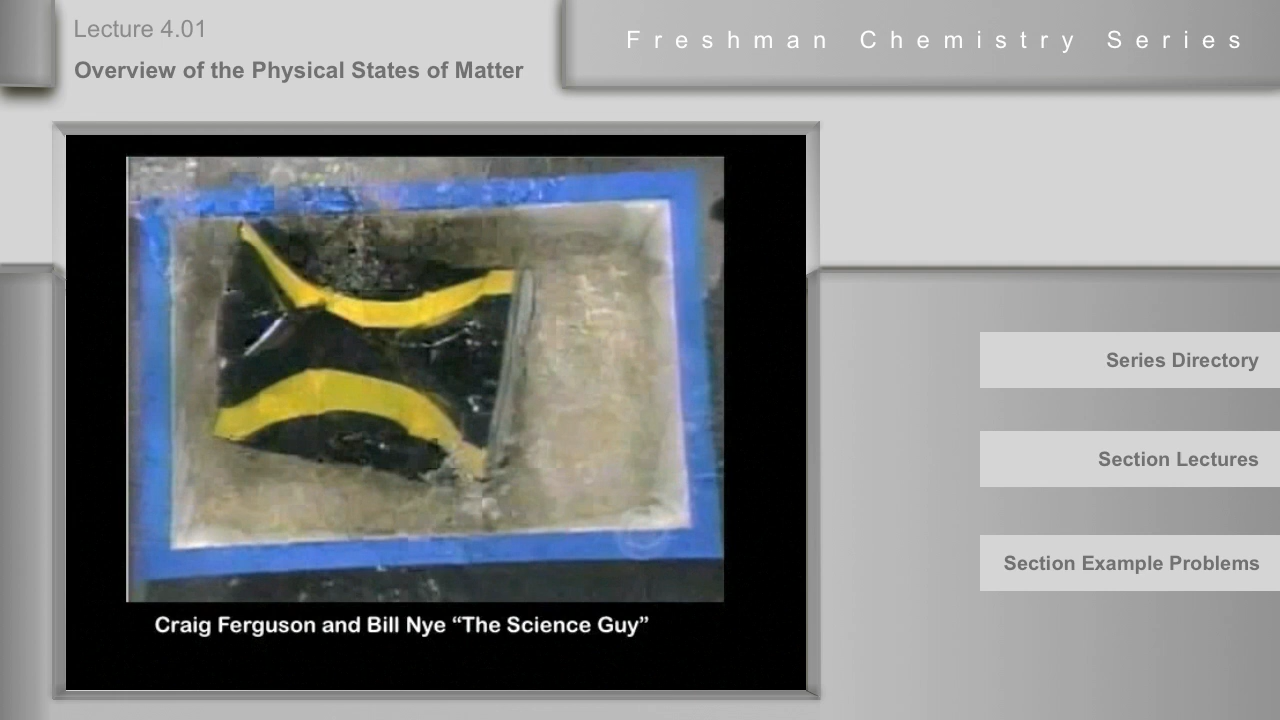 Lecture 4.01
Overview of the Physical States of Matter
Freshman Chemistry Series
Craig Ferguson and Bill Nye “The Science Guy”
Series Directory
Section Lectures
Section Example Problems